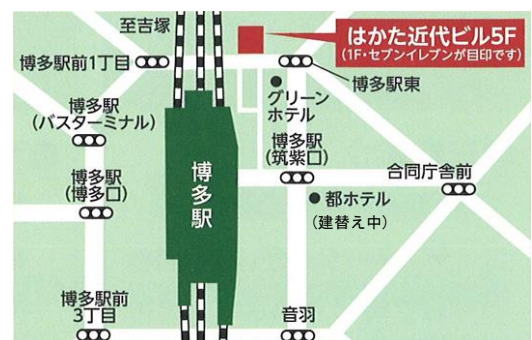 至吉塚
はかた近代ビル5F
(1F・セブンイレブンが目印です)
博多駅前1丁目
博多駅東
グリーン
ホテル
博多駅
(バスターミナル)
博多駅
(筑紫口)
合同庁舎前
博多駅
博多駅
(博多口)
都ホテル
(建替え中)
博多駅前
3丁目
音羽